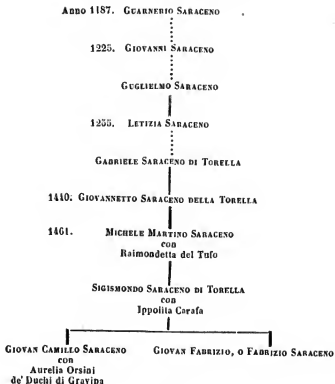 Anno 1187. GUARNERIO SARACENO
1225. GIOVANNI SARACENO
GUGLIELMO SARACENO
1255. LETIZIA SARACENO
GABRIELE SARACENO DI TORELLA
1440. GIOVANNETTO SARACENO DELLA TORELLA
1461. MICHELE MARTINO SARACENO
con
Raimondetta del Tufo
SIGISMONDO SARACENO DI TORELLA
con
Ippolita Carafa
GIOVAN CAMILLO SARACENO
con
Aurelia Orsini
de' Duchi di Gravina
GIOVAN FABRIZIO, O FABRIZIO SARACENO